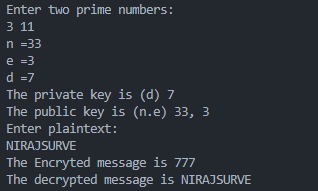 Enter two prime numbers:
3 11
n =33
e =3
d =7
The private key is (d) 7
The public key is (n.e) 33, 3
Enter plaintext:
NIRAJSURVE
The Encryted message is 777
The decrypted message is NIRAJSURVE